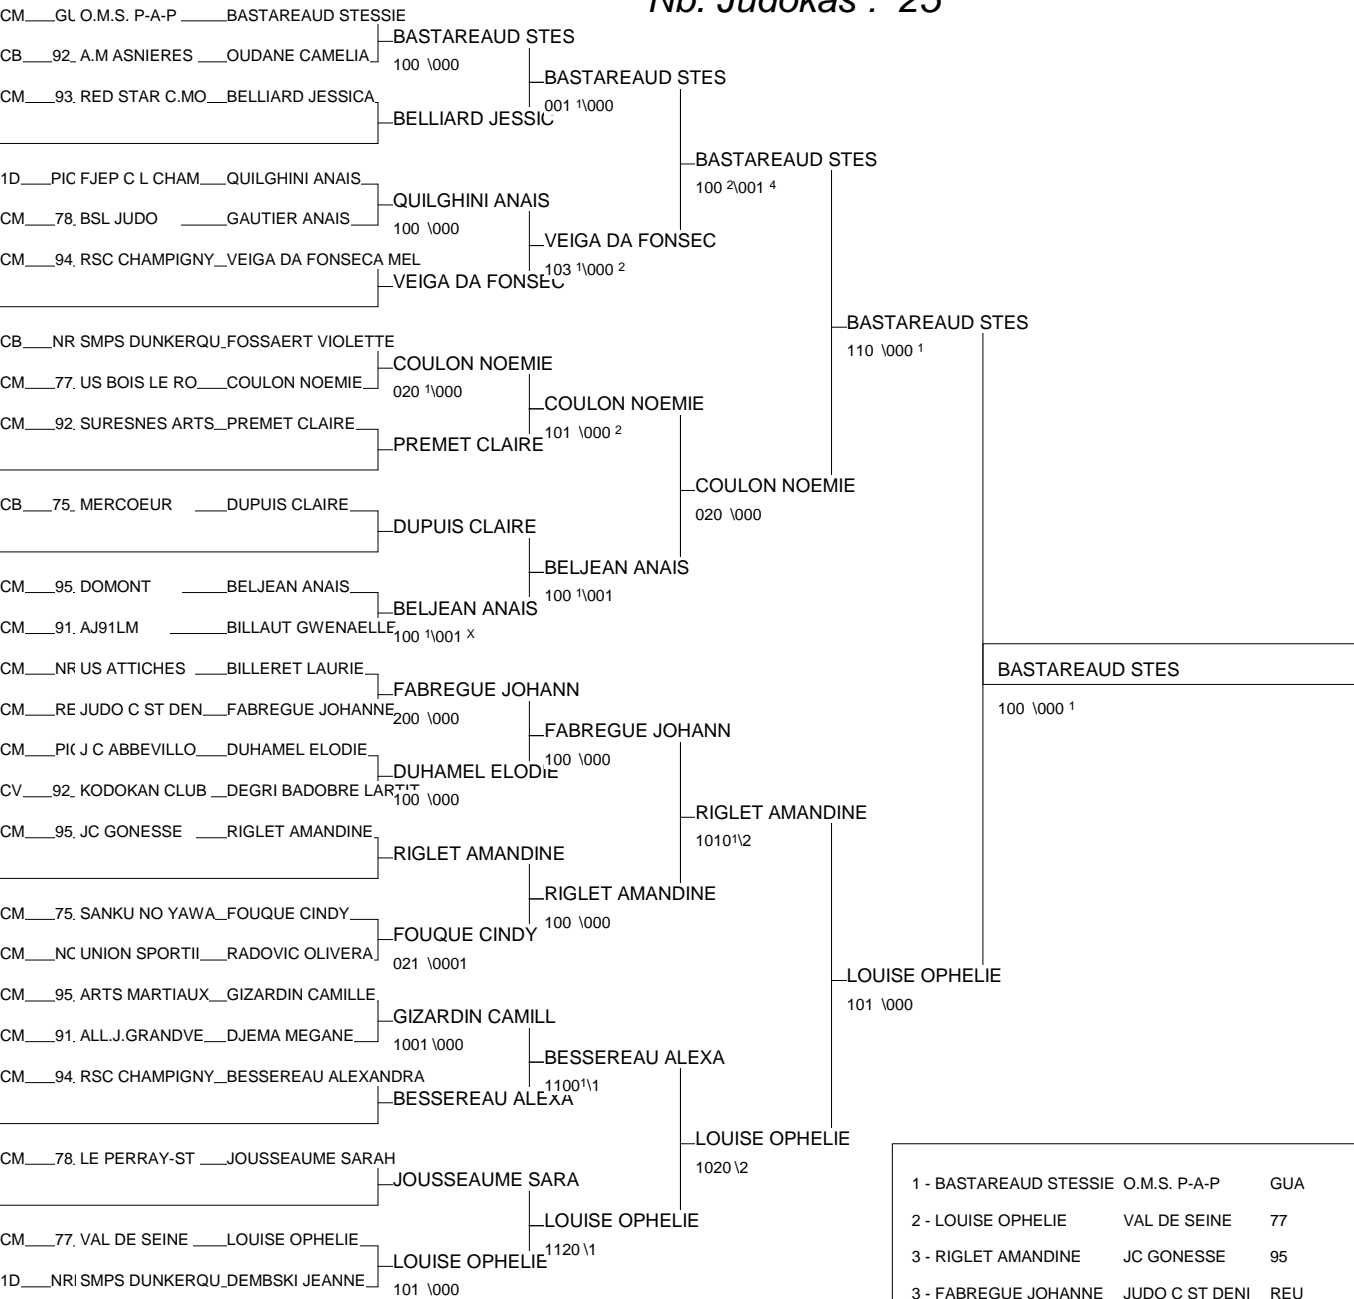 Nb. Judokas : 25
CM GL O.M.S. P-A-P BASTAREAUD STESSIE
BASTAREAUD STES
CB 92 A.M ASNIERES OUDANE CAMELIA
100 \000
BASTAREAUD STES
CM 93 RED STAR C.MO BELLIARD JESSICA
001 1\000
BELLIARD JESSIC
BASTAREAUD STES
1D PIC FJEP C L CHAM QUILGHINI ANAIS
100 2\001 4
QUILGHINI ANAIS
CM 78 BSL JUDO GAUTIER ANAIS
100 \000
VEIGA DA FONSEC
CM 94 RSC CHAMPIGNY VEIGA DA FONSECA MEL
103 1\000 2
VEIGA DA FONSEC
BASTAREAUD STES
CB NR SMPS DUNKERQU FOSSAERT VIOLETTE
110 \000 1
COULON NOEMIE
CM 77 US BOIS LE RO COULON NOEMIE
020 1\000
COULON NOEMIE
CM 92 SURESNES ARTS PREMET CLAIRE
101 \000 2
PREMET CLAIRE
COULON NOEMIE
CB 75 MERCOEUR DUPUIS CLAIRE
020 \000
DUPUIS CLAIRE
BELJEAN ANAIS
CM 95 DOMONT BELJEAN ANAIS
100 1\001
BELJEAN ANAIS
CM 91 AJ91LM BILLAUT GWENAELLE
100 1\001 X
CM NR US ATTICHES BILLERET LAURIE
BASTAREAUD STES
FABREGUE JOHANN
CM RE JUDO C ST DEN FABREGUE JOHANNE
100 \000 1
200 \000
FABREGUE JOHANN
CM PI( J C ABBEVILLO DUHAMEL ELODIE
100 \000
DUHAMEL ELODIE
CV 92 KODOKAN CLUB DEGRI BADOBRE LARTIT
100 \000
RIGLET AMANDINE
CM 95 JC GONESSE RIGLET AMANDINE
1010 1\2
RIGLET AMANDINE
RIGLET AMANDINE
CM 75 SANKU NO YAWA FOUQUE CINDY
100 \000
FOUQUE CINDY
CM NC UNION SPORTII RADOVIC OLIVERA
021 \0001
LOUISE OPHELIE
CM 95 ARTS MARTIAUX GIZARDIN CAMILLE
101 \000
GIZARDIN CAMILL
CM 91 ALL.J.GRANDVE DJEMA MEGANE
1001 \000
BESSEREAU ALEXA
CM 94 RSC CHAMPIGNY BESSEREAU ALEXANDRA
1100 1\1
BESSEREAU ALEXA
LOUISE OPHELIE
CM 78 LE PERRAY-ST JOUSSEAUME SARAH
1020 \2
JOUSSEAUME SARA
1 - BASTAREAUD STESSIE O.M.S. P-A-P GUA
LOUISE OPHELIE
2 - LOUISE OPHELIE VAL DE SEINE 77
CM 77 VAL DE SEINE LOUISE OPHELIE
1120 \1
3 - RIGLET AMANDINE JC GONESSE 95
LOUISE OPHELIE
1D NRI SMPS DUNKERQU DEMBSKI JEANNE
101 \000
3 - FABREGUE JOHANNE JUDO C ST DENI REU